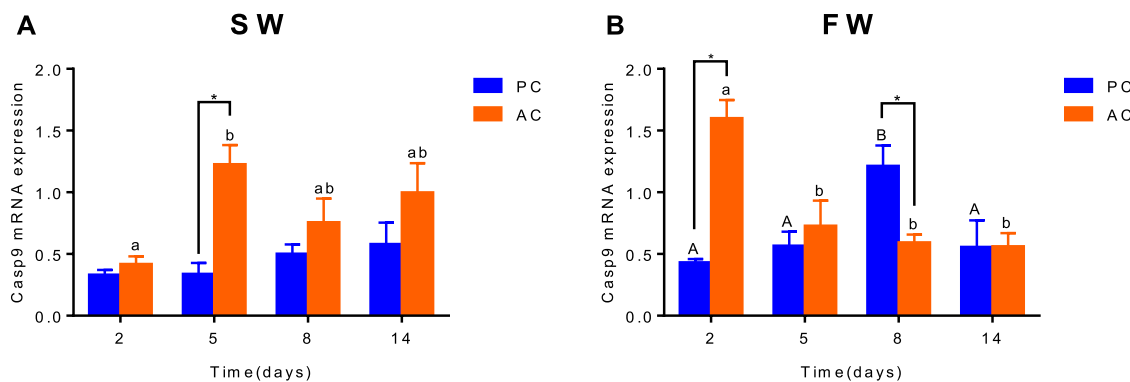 A
SW
Casp9 mRNA expression
2.0
1.5
1.0
0.5
0.0
a
*
b
ab
ab
2
5
8
14
Time(days)
PC
AC
B
FW
Casp9 mRNA expression
2.0
1.5
1.0
0.5
0.0
A
*
a
A
b
B
*
b
A
b
2
5
8
14
Time(days)
PC
AC